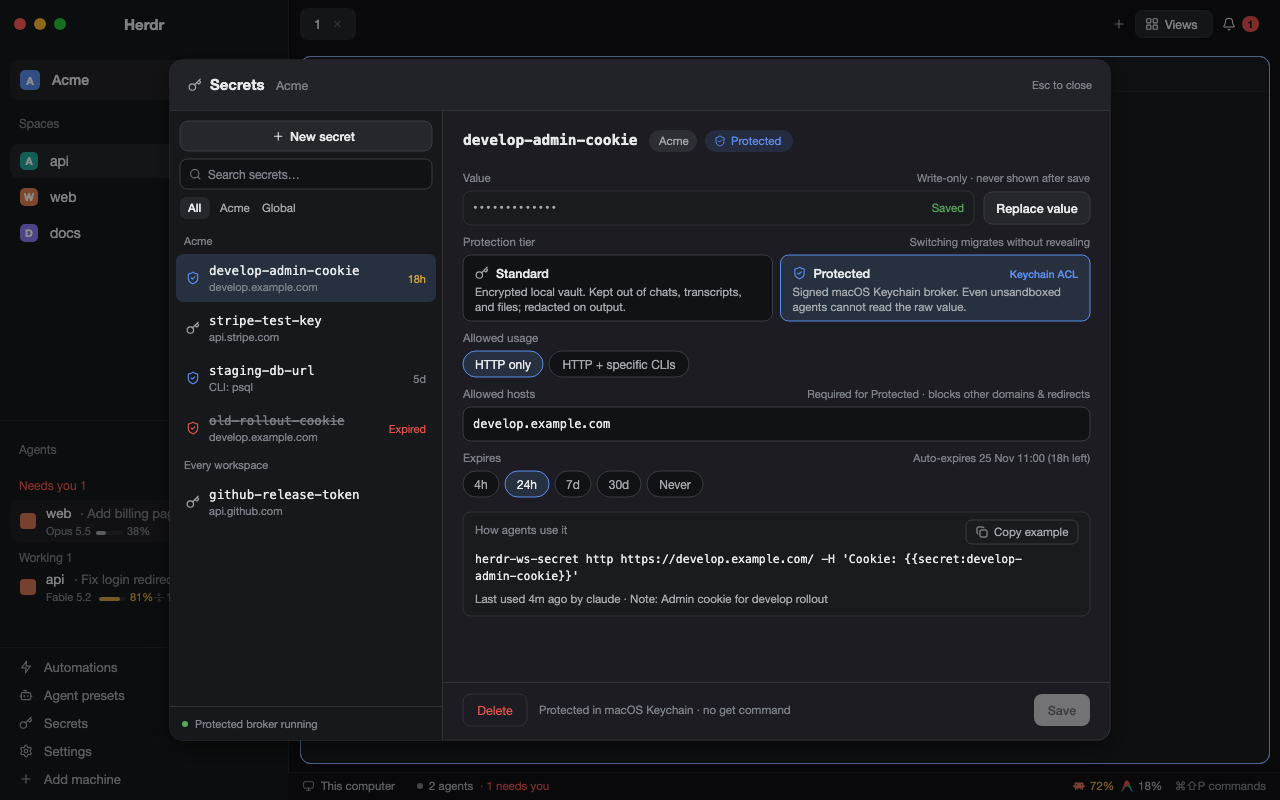 Herdr
1 ×
+ Views 1
A Acme
Spaces
A api
W web
D docs
Agents
Needs you 1
web · Add billing pag
Opus 5.5 38%
Working 1
api · Fix login redirec
Fable 5.2 81%
Automations
Agent presets
Secrets
Settings
+ Add machine
Secrets Acme
Esc to close
+ New secret
Search secrets…
All Acme Global
Acme
develop-admin-cookie
develop.example.com
18h
stripe-test-key
api.stripe.com
staging-db-url
CLI: psql
5d
old-rollout-cookie
develop.example.com
Expired
Every workspace
github-release-token
api.github.com
Protected broker running
develop-admin-cookie Acme Protected
Value Write-only · never shown after save
••••••••••••• Saved Replace value
Protection tier Switching migrates without revealing
Standard
Encrypted local vault. Kept out of chats, transcripts,
and files; redacted on output.
Protected Keychain ACL
Signed macOS Keychain broker. Even unsandboxed
agents cannot read the raw value.
Allowed usage
HTTP only HTTP + specific CLIs
Allowed hosts Required for Protected · blocks other domains & redirects
develop.example.com
Expires Auto-expires 25 Nov 11:00 (18h left)
4h 24h 7d 30d Never
How agents use it Copy example
herdr-ws-secret http https://develop.example.com/ -H 'Cookie: {{secret:develop-
admin-cookie}}'
Last used 4m ago by claude · Note: Admin cookie for develop rollout
Delete Protected in macOS Keychain · no get command Save
This computer 2 agents · 1 needs you
72% 18% ⌘⇧P commands